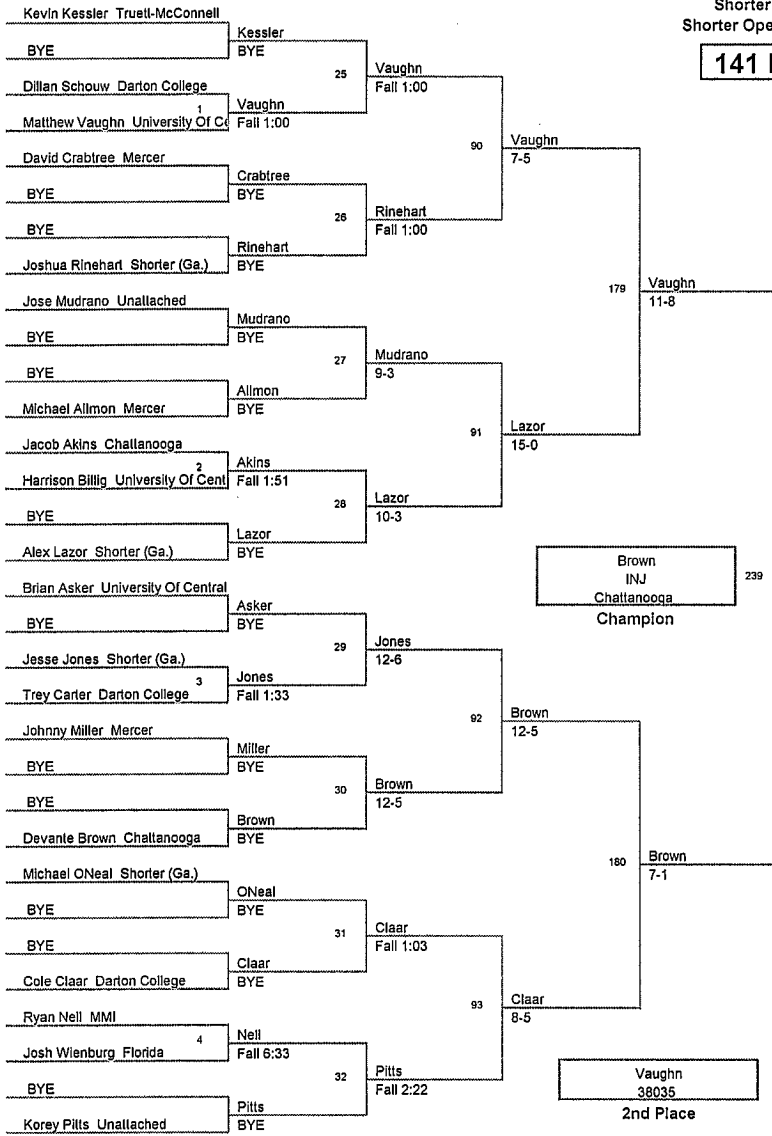 Shorter
Shorter Ope
141
Kevin Kessler Truett-McConnell
BYE
Dillan Schouw Darton College
1
Matthew Vaughn University Of Ce
David Crabtree Mercer
BYE
BYE
Joshua Rinehart Shorter (Ga.)
Jose Mudrano Unattached
BYE
BYE
Michael Allmon Mercer
Jacob Akins Chattanooga
2
Harrison Billig University Of Cent
BYE
Alex Lazor Shorter (Ga.)
Brian Asker University Of Central
BYE
Jesse Jones Shorter (Ga.)
3
Trey Carter Darton College
Johnny Miller Mercer
BYE
BYE
Devante Brown Chattanooga
Michael ONeal Shorter (Ga.)
BYE
BYE
Cole Claar Darton College
Ryan Nell MMI
4
Josh Wienburg Florida
BYE
Korey Pitts Unattached
Kessler
BYE
25
Vaughn
Fall 1:00
Crabtree
BYE
26
Rinehart
BYE
Mudrano
BYE
27
Allmon
BYE
Akins
Fall 1:51
28
Lazor
BYE
Asker
BYE
29
Jones
Fall 1:33
Miller
BYE
30
Brown
BYE
ONeal
BYE
31
Claar
BYE
Nell
Fall 6:33
32
Pitts
BYE
Vaughn
Fall 1:00
90
Rinehart
Fall 1:00
Mudrano
9-3
91
Lazor
10-3
Jones
12-6
92
Brown
12-5
Claar
Fall 1:03
93
Pitts
Fall 2:22
Vaughn
7-5
179
Lazor
15-0
Brown
12-5
180
Claar
8-5
Vaughn
11-8
Brown
7-1
Brown
INJ
Chattanooga
239
Champion
Vaughn
38035
2nd Place